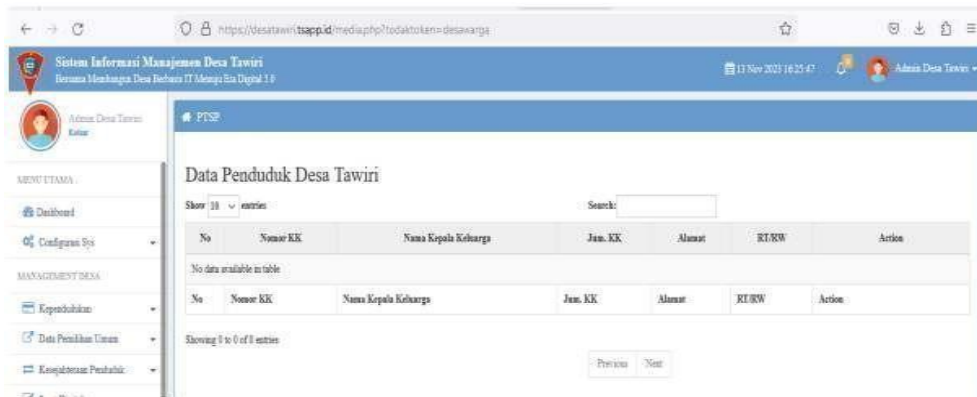 https://desatawiri.tsapp.id/media.php?todaktoken=desawarga
Sistem Informasi Manajemen Desa Tawiri
Bersama Membangun Desa Berbasis IT Menuju Era Digital 5.0
13 Nov 2023 16:25:47
Admin Desa Tawiri
Admin Desa Tawiri
Keluar
PTSP
MENU UTAMA
Dashboard
Configurasi Sys
MANAGEMENT DESA
Kependudukan
Data Pemilihan Umum
Kesejahteraan Penduduk
Data Penduduk Desa Tawiri
Show 10 entries
Search:
No Nomor KK Nama Kepala Keluarga Jum. KK Alamat RT/RW Action
No data available in table
No Nomor KK Nama Kepala Keluarga Jum. KK Alamat RT/RW Action
Showing 0 to 0 of 0 entries
Previous Next